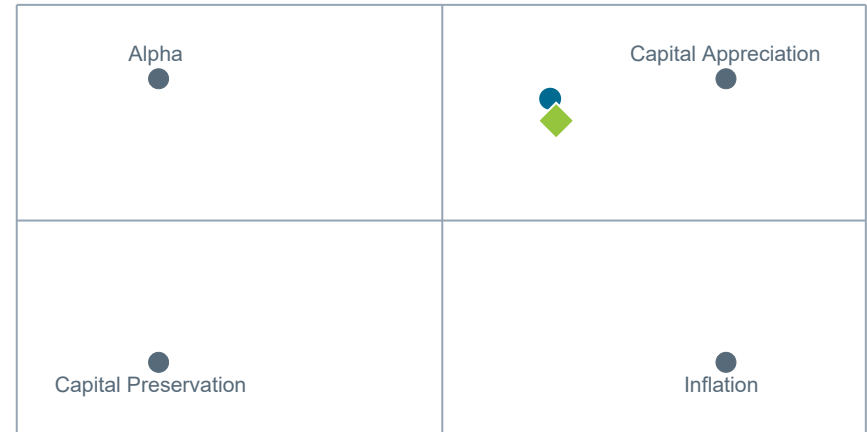 Alpha
Capital Appreciation
Capital Preservation
Inflation